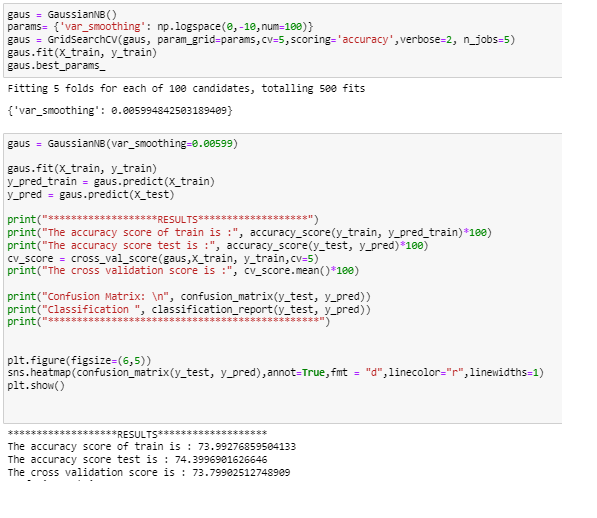 gaus = GaussianNB()
params= {'var_smoothing': np.logspace(0,-10,num=100)}
gaus = GridSearchCV(gaus, param_grid=params,cv=5,scoring='accuracy',verbose=2, n_jobs=5)
gaus.fit(X_train, y_train)
gaus.best_params_
Fitting 5 folds for each of 100 candidates, totalling 500 fits
{'var_smoothing': 0.005994842503189409}
gaus = GaussianNB(var_smoothing=0.00599)
gaus.fit(X_train, y_train)
y_pred_train = gaus.predict(X_train)
y_pred = gaus.predict(X_test)
print("*******************RESULTS*******************")
print("The accuracy score of train is :", accuracy_score(y_train, y_pred_train)*100)
print("The accuracy score test is :", accuracy_score(y_test, y_pred)*100)
cv_score = cross_val_score(gaus,X_train, y_train,cv=5)
print("The cross validation score is :", cv_score.mean()*100)
print("Confusion Matrix: \n", confusion_matrix(y_test, y_pred))
print("Classification ", classification_report(y_test, y_pred))
print("***********************************************")
plt.figure(figsize=(6,5))
sns.heatmap(confusion_matrix(y_test, y_pred),annot=True,fmt = "d",linecolor="r",linewidths=1)
plt.show()
*******************RESULTS*******************
The accuracy score of train is : 73.99276859504133
The accuracy score test is : 74.3996901626646
The cross validation score is : 73.79902512748909